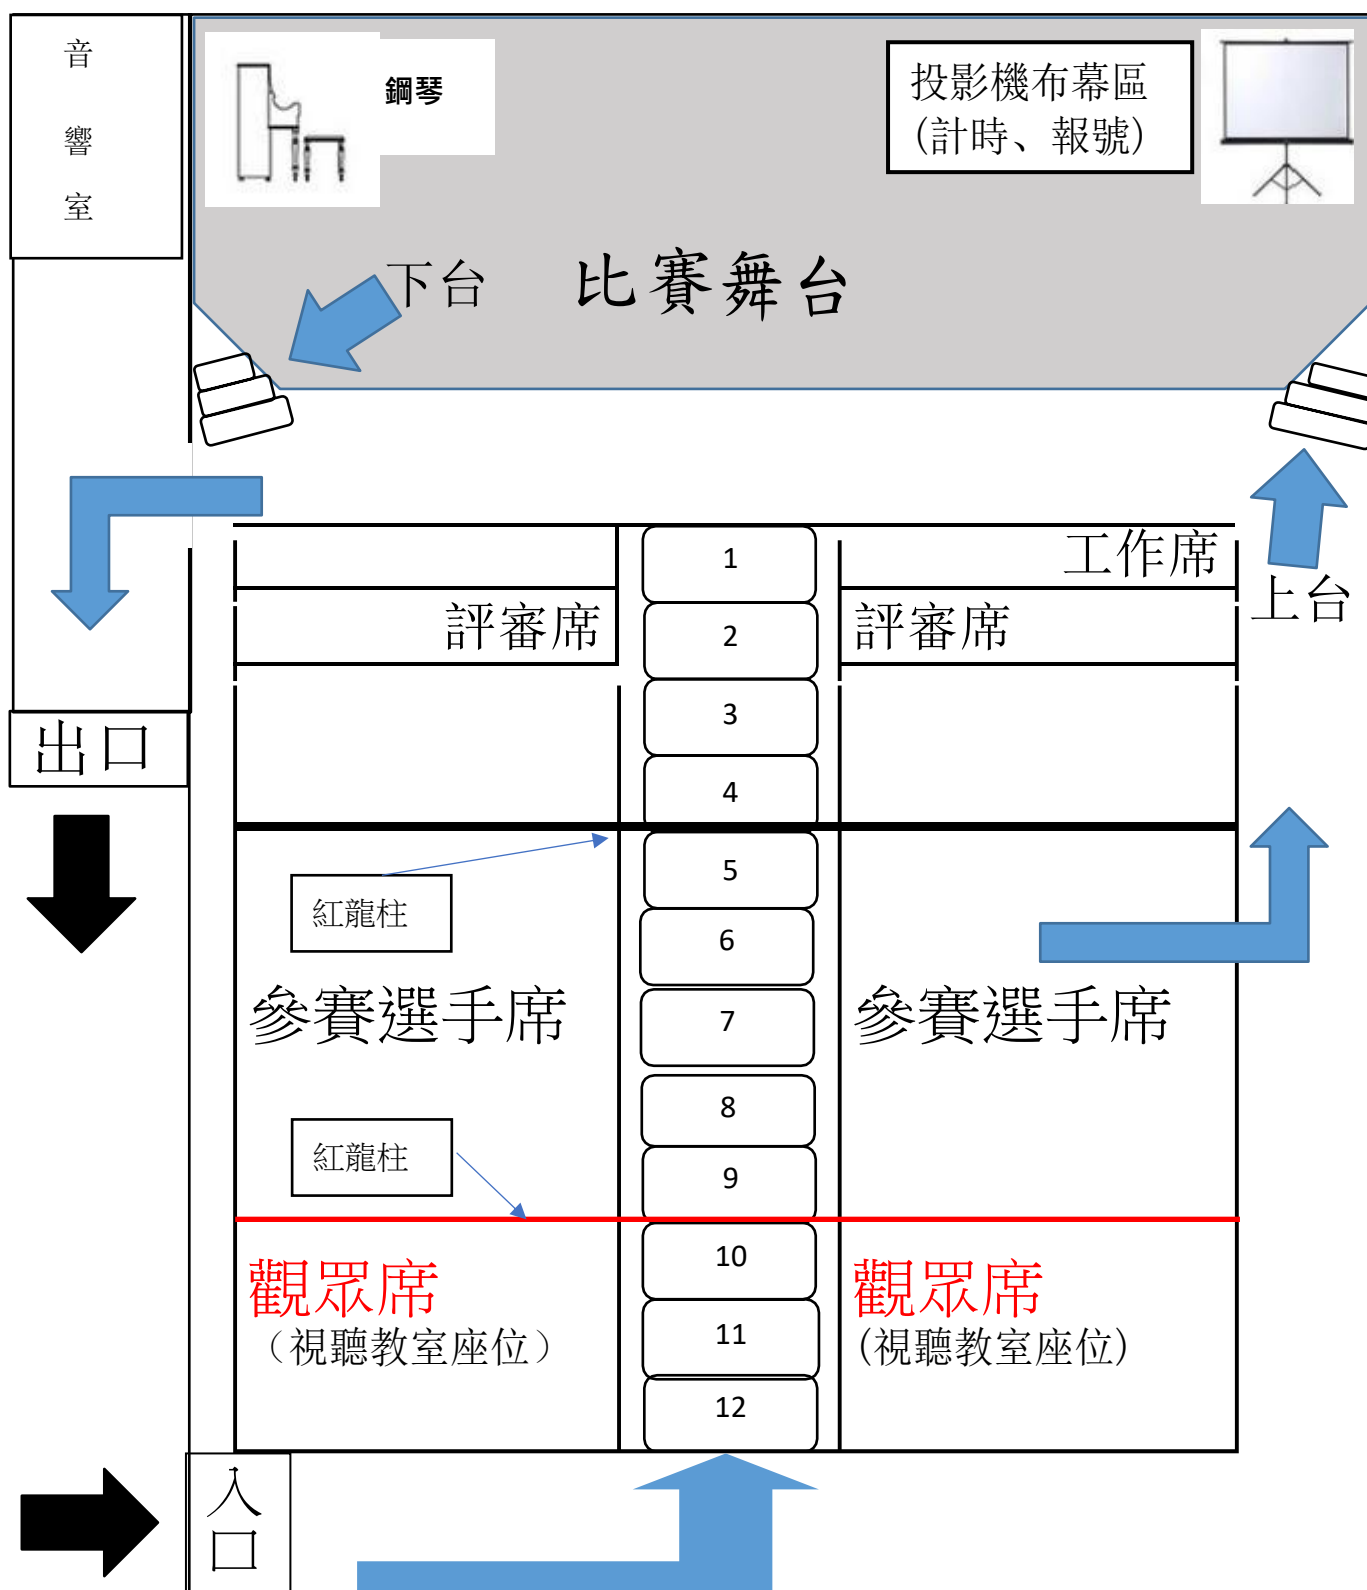 音
響
室
鋼琴
投影機布幕區
(計時、報號)
下台
比賽舞台
1
工作席
上台
評審席
2
評審席
3
出口
4
5
紅龍柱
6
參賽選手席
7
參賽選手席
8
紅龍柱
9
觀眾席
（視聽教室座位）
10
觀眾席
(視聽教室座位)
11
12
入
口